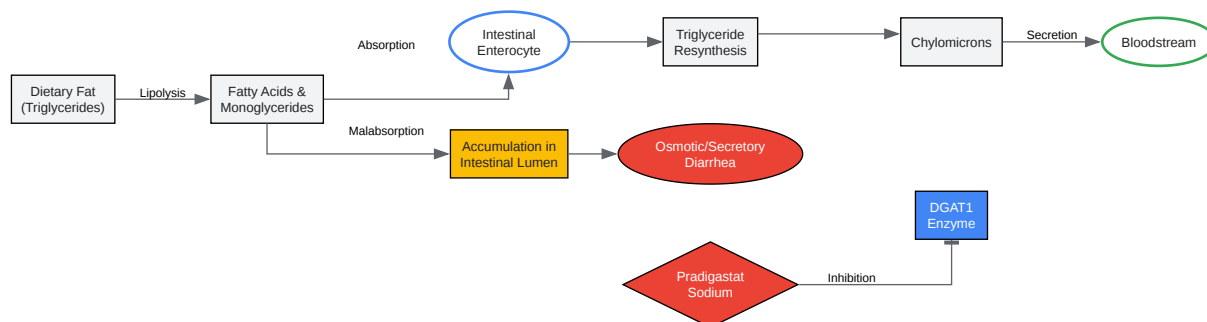 Dietary Fat
(Triglycerides)
Lipolysis
Fatty Acids &
Monoglycerides
Absorption
Intestinal
Enterocyte
Triglyceride
Resynthesis
Chylomicrons
Secretion
Bloodstream
Malabsorption
Accumulation in
Intestinal Lumen
Osmotic/Secretory
Diarrhea
DGAT1
Enzyme
Pradigastat
Sodium
Inhibition